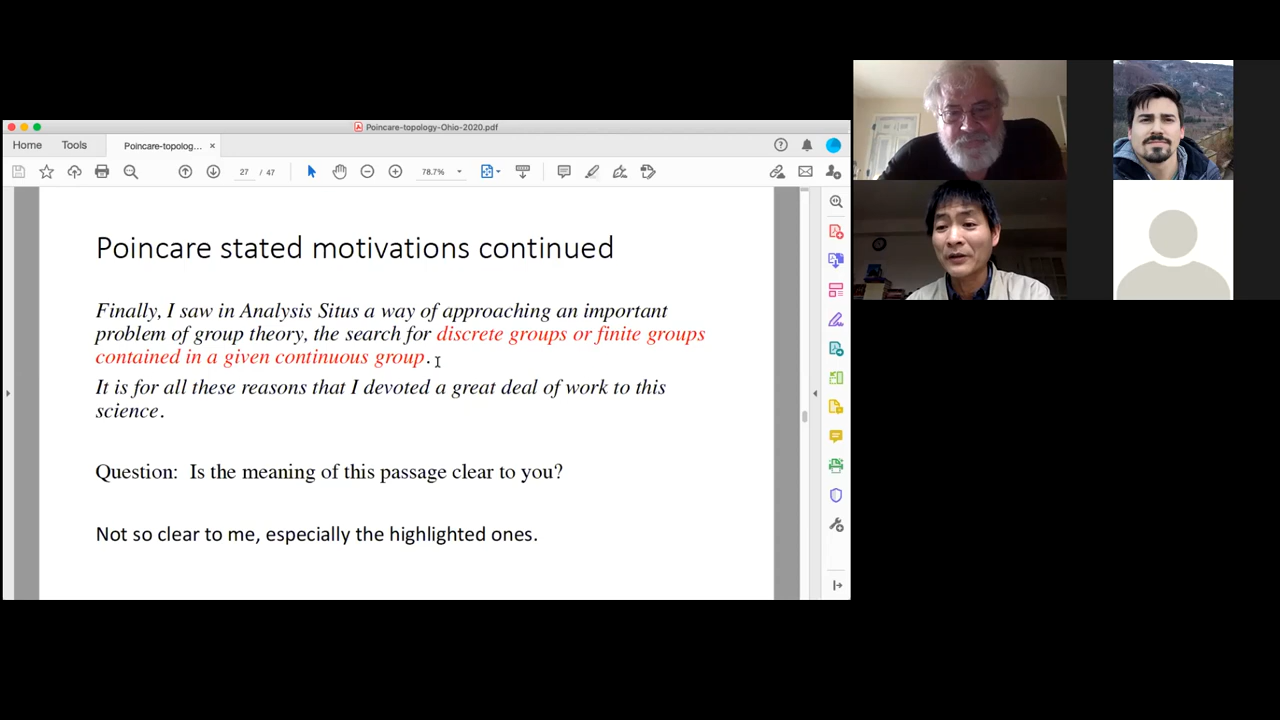 Poincare-topology-Ohio-2020.pdf
Home Tools Poincare-topolog... ×
27 / 47 78.7%
Poincare stated motivations continued
Finally, I saw in Analysis Situs a way of approaching an important
problem of group theory, the search for discrete groups or finite groups
contained in a given continuous group.
It is for all these reasons that I devoted a great deal of work to this
science.
Question: Is the meaning of this passage clear to you?
Not so clear to me, especially the highlighted ones.